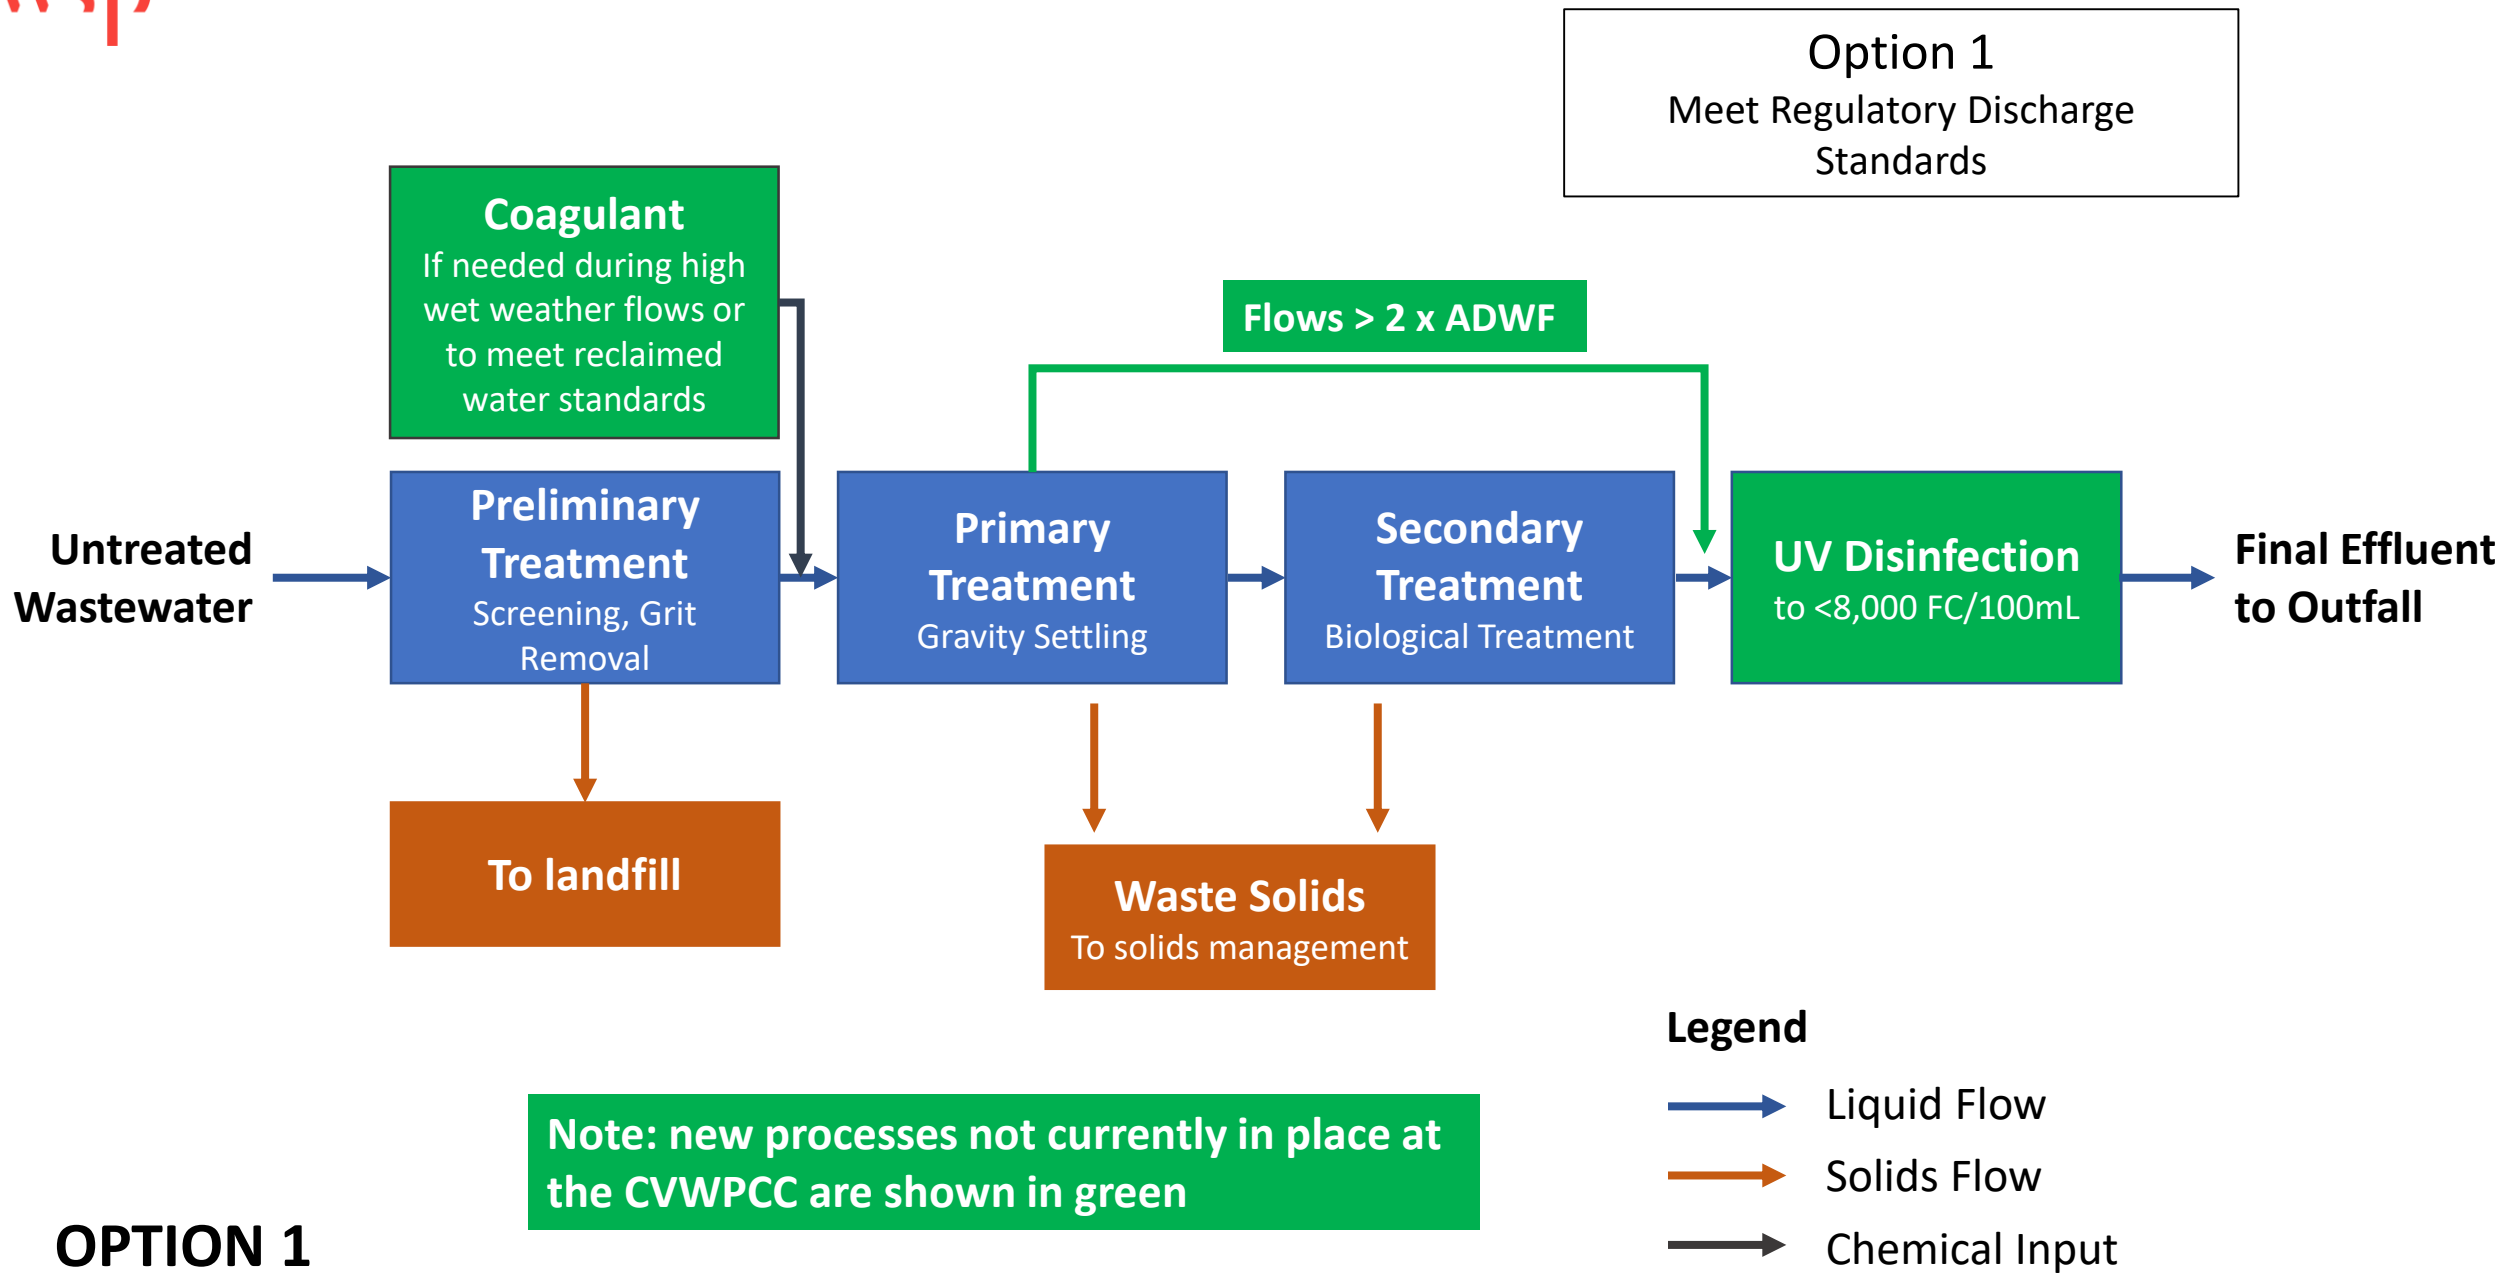 Option 1
Meet Regulatory Discharge
Standards
Coagulant
If needed during high
wet weather flows or
to meet reclaimed
water standards
Flows > 2 x ADWF
Untreated
Wastewater
Preliminary
Treatment
Screening, Grit
Removal
Primary
Treatment
Gravity Settling
Secondary
Treatment
Biological Treatment
UV Disinfection
to <8,000 FC/100mL
Final Effluent
to Outfall
To landfill
Waste Solids
To solids management
Legend
Liquid Flow
Solids Flow
Chemical Input
Note: new processes not currently in place at
the CVWPCC are shown in green
OPTION 1